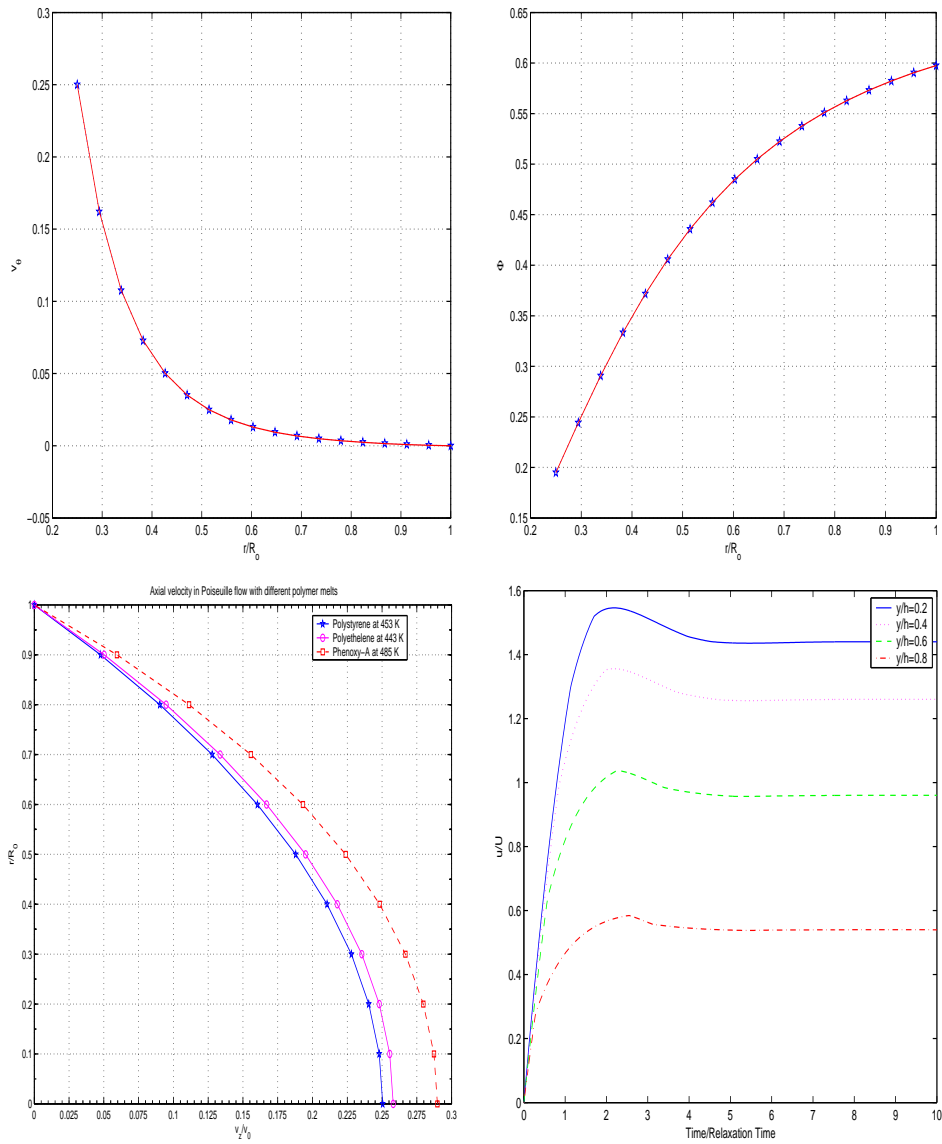 0.3
0.25
0.2
0.15
0.1
0.05
0
−0.05
vθ
0.2 0.3 0.4 0.5 0.6 0.7 0.8 0.9 1
r/Ro
0.65
0.6
0.55
0.5
0.45
0.4
0.35
0.3
0.25
0.2
0.15
Φ
0.2 0.3 0.4 0.5 0.6 0.7 0.8 0.9 1
r/Ro
Axial velocity in Poiseuille flow with different polymer melts
Polystyrene at 453 K
Polyethelene at 443 K
Phenoxy−A at 485 K
1
0.9
0.8
0.7
0.6
0.5
0.4
0.3
0.2
0.1
0
r/Ro
0 0.025 0.05 0.075 0.1 0.125 0.15 0.175 0.2 0.225 0.25 0.275 0.3
vz/v0
1.6
1.4
1.2
1
0.8
0.6
0.4
0.2
0
u/U
y/h=0.2
y/h=0.4
y/h=0.6
y/h=0.8
0 1 2 3 4 5 6 7 8 9 10
Time/Relaxation Time